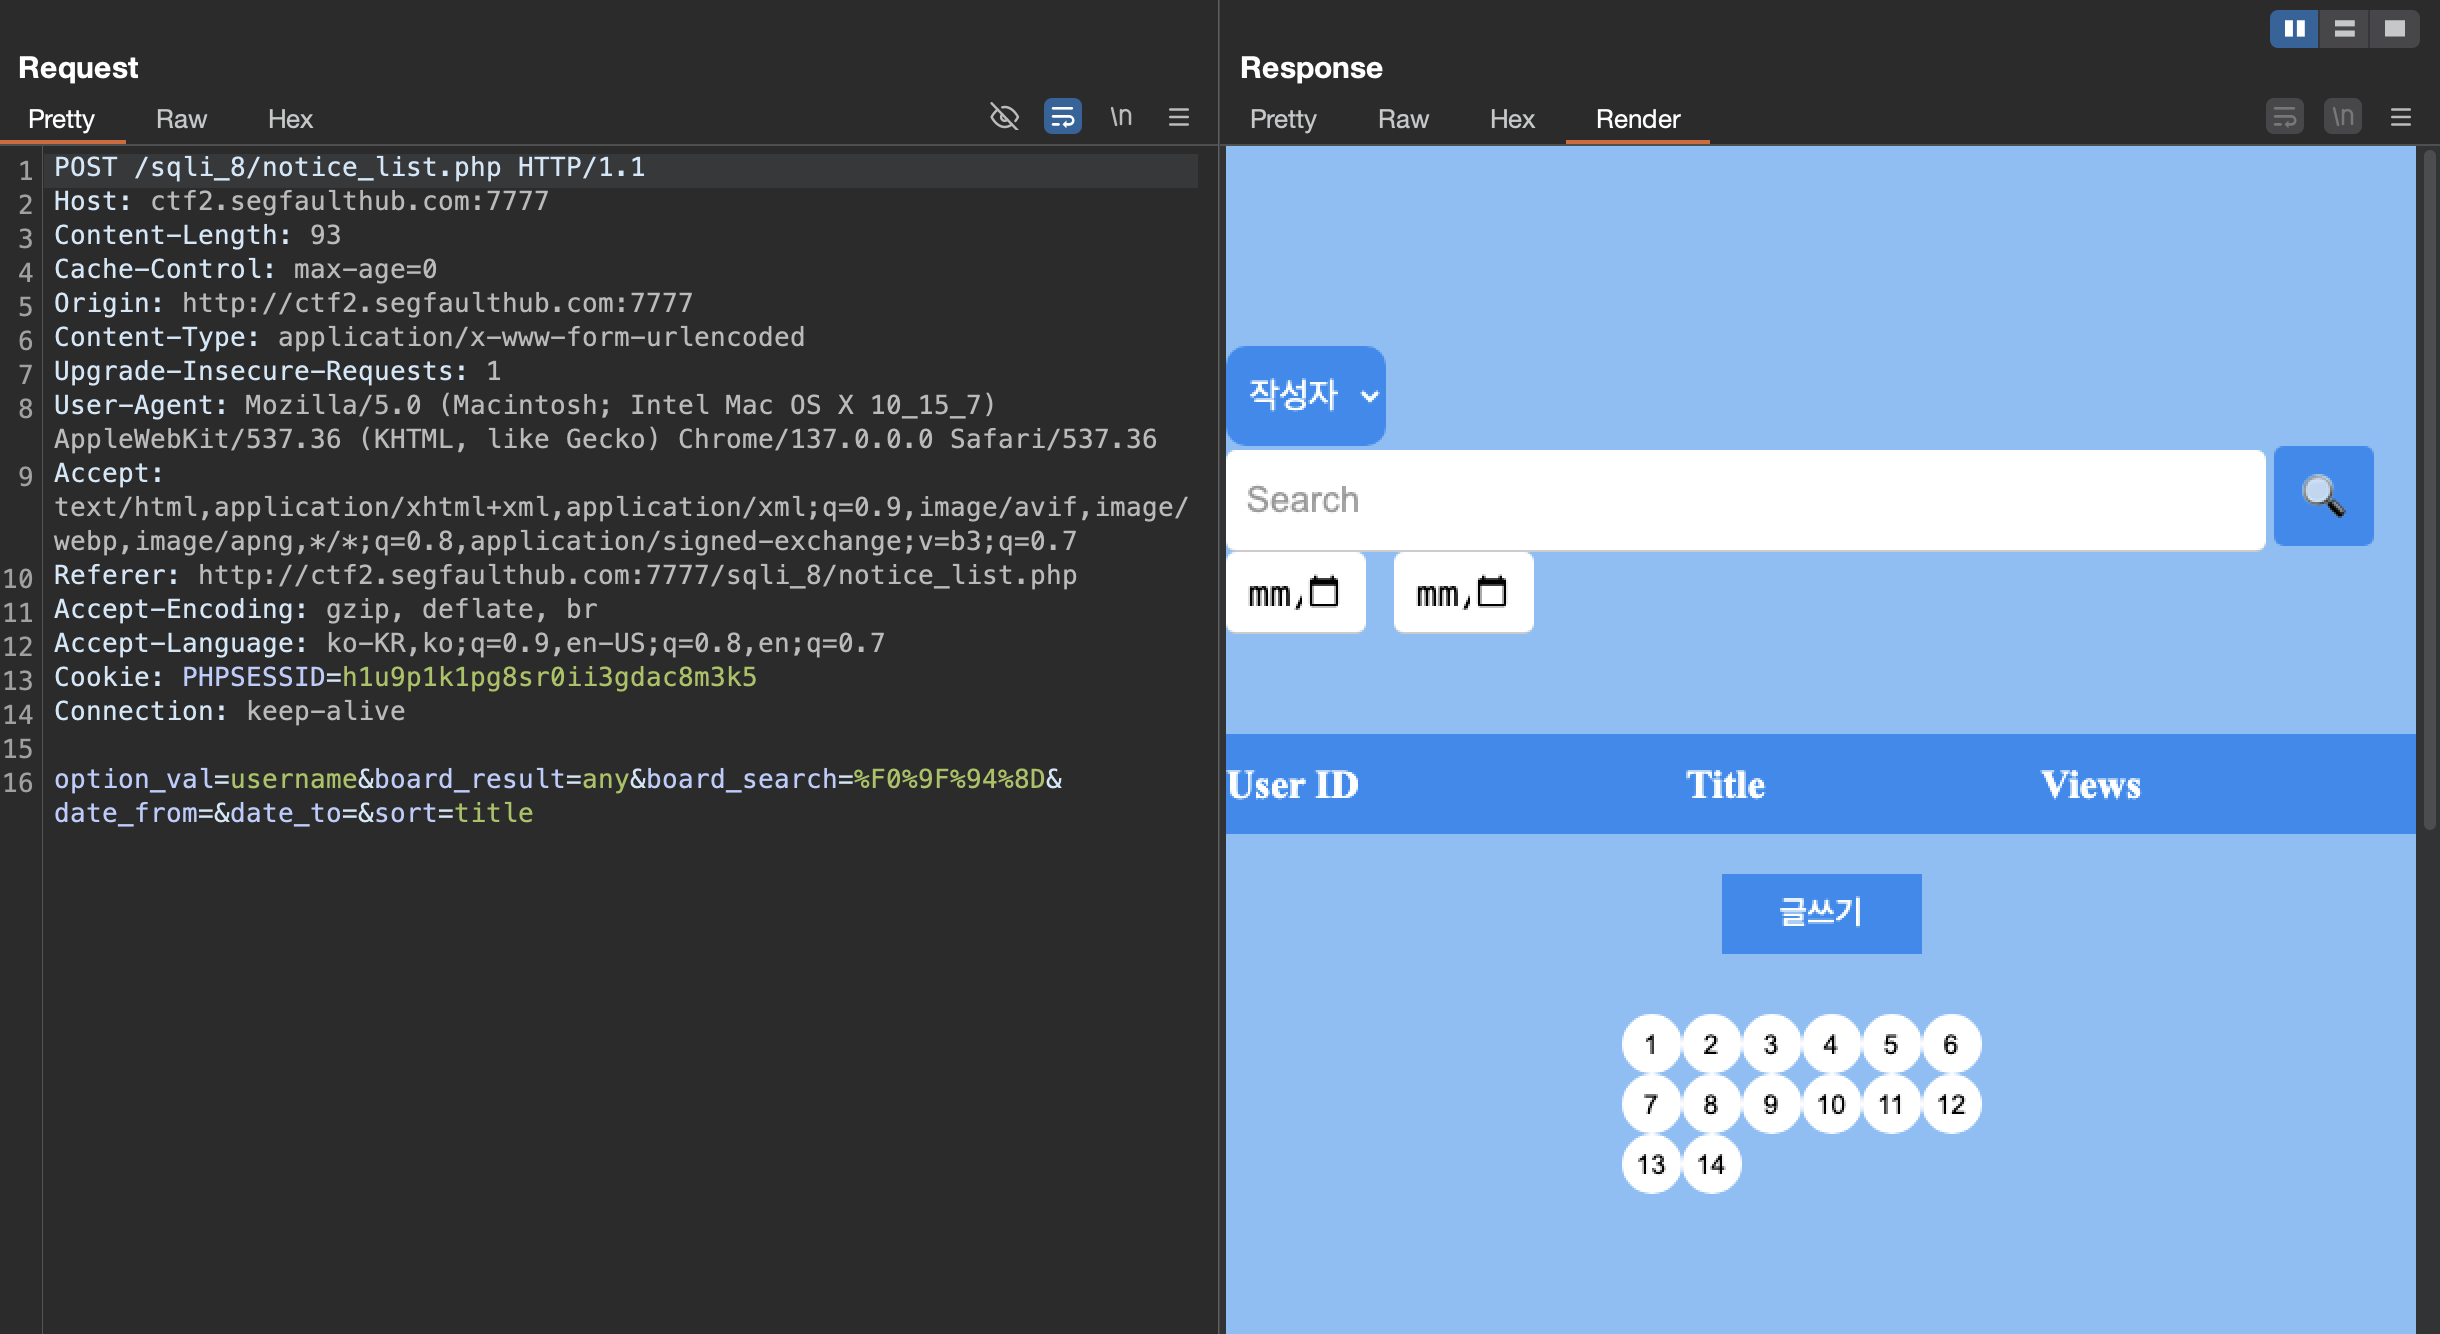 Request
Pretty Raw Hex \n
1 POST /sqli_8/notice_list.php HTTP/1.1
2 Host: ctf2.segfaulthub.com:7777
3 Content-Length: 93
4 Cache-Control: max-age=0
5 Origin: http://ctf2.segfaulthub.com:7777
6 Content-Type: application/x-www-form-urlencoded
7 Upgrade-Insecure-Requests: 1
8 User-Agent: Mozilla/5.0 (Macintosh; Intel Mac OS X 10_15_7)
AppleWebKit/537.36 (KHTML, like Gecko) Chrome/137.0.0.0 Safari/537.36
9 Accept:
text/html,application/xhtml+xml,application/xml;q=0.9,image/avif,image/
webp,image/apng,*/*;q=0.8,application/signed-exchange;v=b3;q=0.7
10 Referer: http://ctf2.segfaulthub.com:7777/sqli_8/notice_list.php
11 Accept-Encoding: gzip, deflate, br
12 Accept-Language: ko-KR,ko;q=0.9,en-US;q=0.8,en;q=0.7
13 Cookie: PHPSESSID=h1u9p1k1pg8sr0ii3gdac8m3k5
14 Connection: keep-alive
15
16 option_val=username&board_result=any&board_search=%F0%9F%94%8D&
date_from=&date_to=&sort=title
Response
Pretty Raw Hex Render \n
작성자
Search
mm, mm,
User ID Title Views
글쓰기
1 2 3 4 5 6
7 8 9 10 11 12
13 14